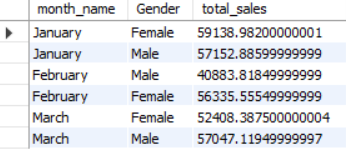 month_name Gender total_sales
January Female 59138.98200000001
January Male 57152.88599999999
February Male 40883.81849999999
February Female 56335.55549999999
March Female 52408.387500000004
March Male 57047.11949999997